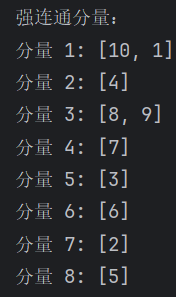 强连通分量：
分量 1: [10, 1]
分量 2: [4]
分量 3: [8, 9]
分量 4: [7]
分量 5: [3]
分量 6: [6]
分量 7: [2]
分量 8: [5]